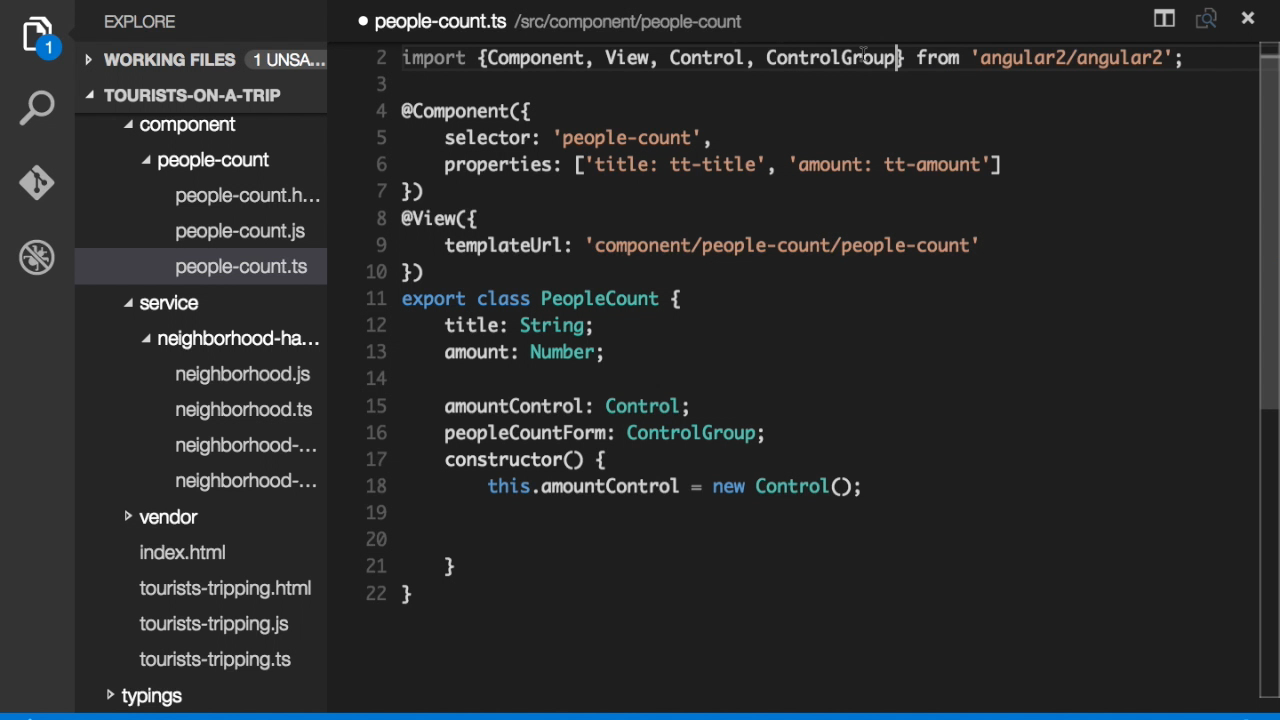 EXPLORE
1
WORKING FILES 1 UNSA...
TOURISTS-ON-A-TRIP
component
people-count
people-count.h...
people-count.js
people-count.ts
service
neighborhood-ha...
neighborhood.js
neighborhood.ts
neighborhood-...
neighborhood-...
vendor
index.html
tourists-tripping.html
tourists-tripping.js
tourists-tripping.ts
typings
people-count.ts /src/component/people-count
2 import {Component, View, Control, ControlGroup} from 'angular2/angular2';
3
4 @Component({
5 selector: 'people-count',
6 properties: ['title: tt-title', 'amount: tt-amount']
7 })
8 @View({
9 templateUrl: 'component/people-count/people-count'
10 })
11 export class PeopleCount {
12 title: String;
13 amount: Number;
14
15 amountControl: Control;
16 peopleCountForm: ControlGroup;
17 constructor() {
18 this.amountControl = new Control();
19
20
21 }
22 }